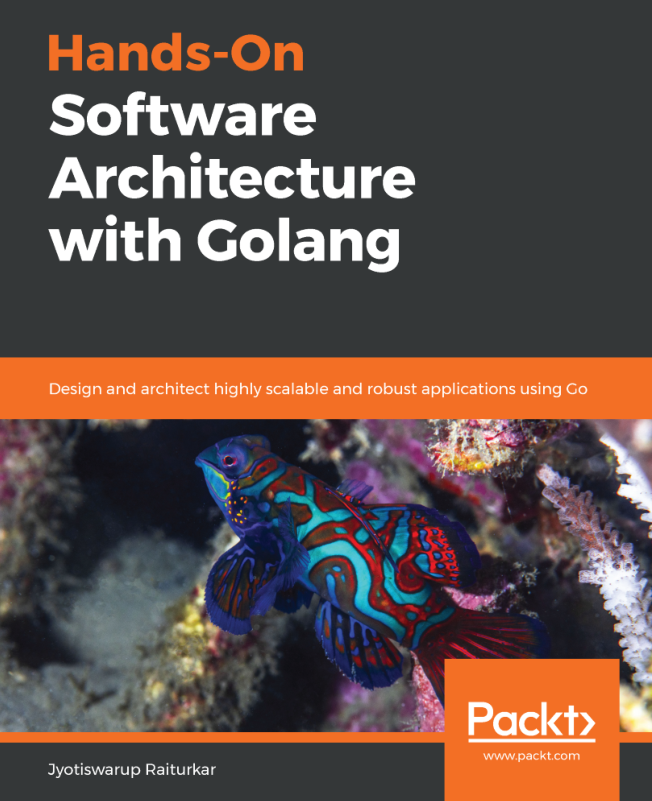 Hands-On
Software
Architecture
with Golang
Design and architect highly scalable and robust applications using Go
Packt>
www.packt.com
Jyotiswarup Raiturkar